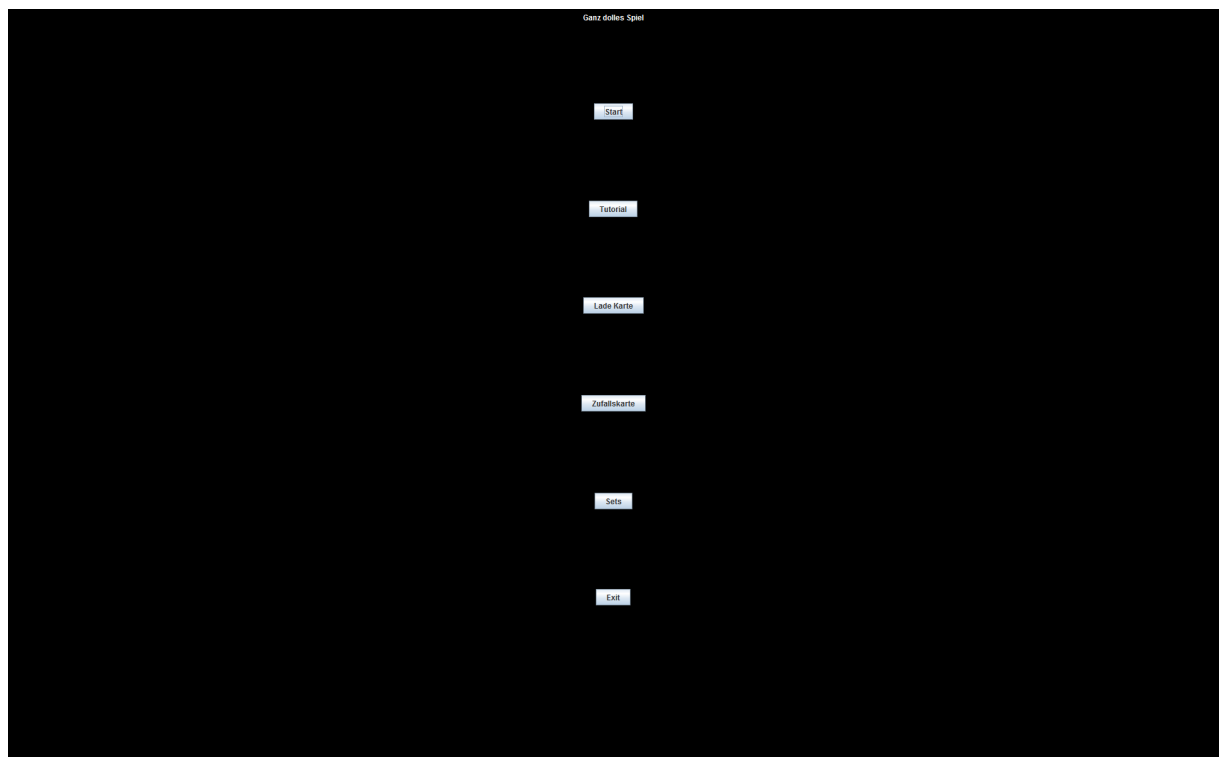 Ganz dolles Spiel
Start
Tutorial
Lade Karte
Zufallskarte
Sets
Exit